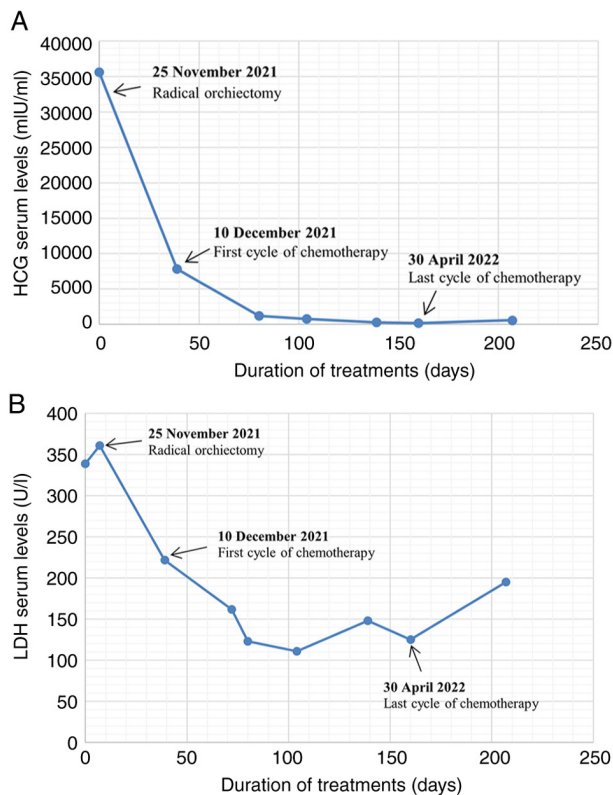 A
HCG serum levels (mIU/ml)
40000
35000
30000
25000
20000
15000
10000
5000
0
25 November 2021
Radical orchiectomy
10 December 2021
First cycle of chemotherapy
30 April 2022
Last cycle of chemotherapy
0 50 100 150 200 250
Duration of treatments (days)
B
LDH serum levels (U/l)
400
350
300
250
200
150
100
50
0
25 November 2021
Radical orchiectomy
10 December 2021
First cycle of chemotherapy
30 April 2022
Last cycle of chemotherapy
0 50 100 150 200 250
Duration of treatments (days)